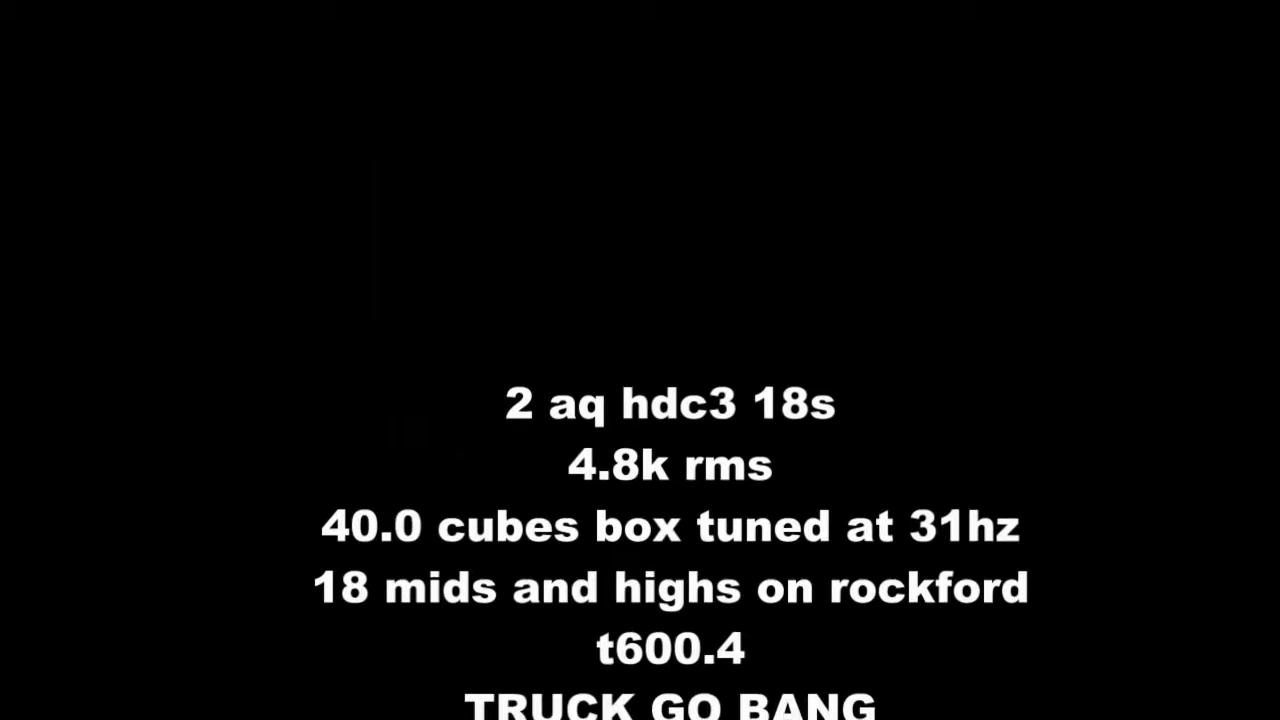 2 aq hdc3 18s
4.8k rms
40.0 cubes box tuned at 31hz
18 mids and highs on rockford
t600.4
TRUCK GO BANG